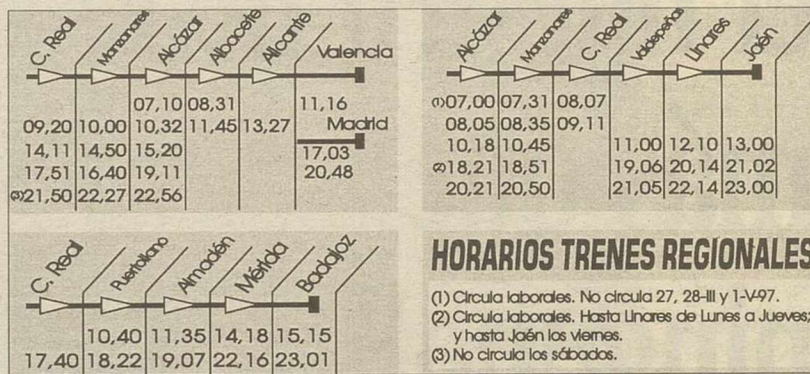 C. Real Manzanares Alcázar Albacete Alicante Valencia
07,10 08,31 11,16
09,20 10,00 10,32 11,45 13,27 Madrid
14,11 14,50 15,20 17,03
17,51 16,40 19,11 20,48
(3)21,50 22,27 22,56
Alcázar Manzanares C. Real Valdepeñas Linares Jaén
(1)07,00 07,31 08,07
08,05 08,35 09,11
10,18 10,45 11,00 12,10 13,00
(2)18,21 18,51 19,06 20,14 21,02
20,21 20,50 21,05 22,14 23,00
C. Real Puertollano Almadén Mérida Badajoz
10,40 11,35 14,18 15,15
17,40 18,22 19,07 22,16 23,01
HORARIOS TRENES REGIONALES
(1) Circula laborales. No circula 27, 28-III y 1-V-97.
(2) Circula laborales. Hasta Linares de Lunes a Jueves;
y hasta Jaén los viernes.
(3) No circula los sábados.